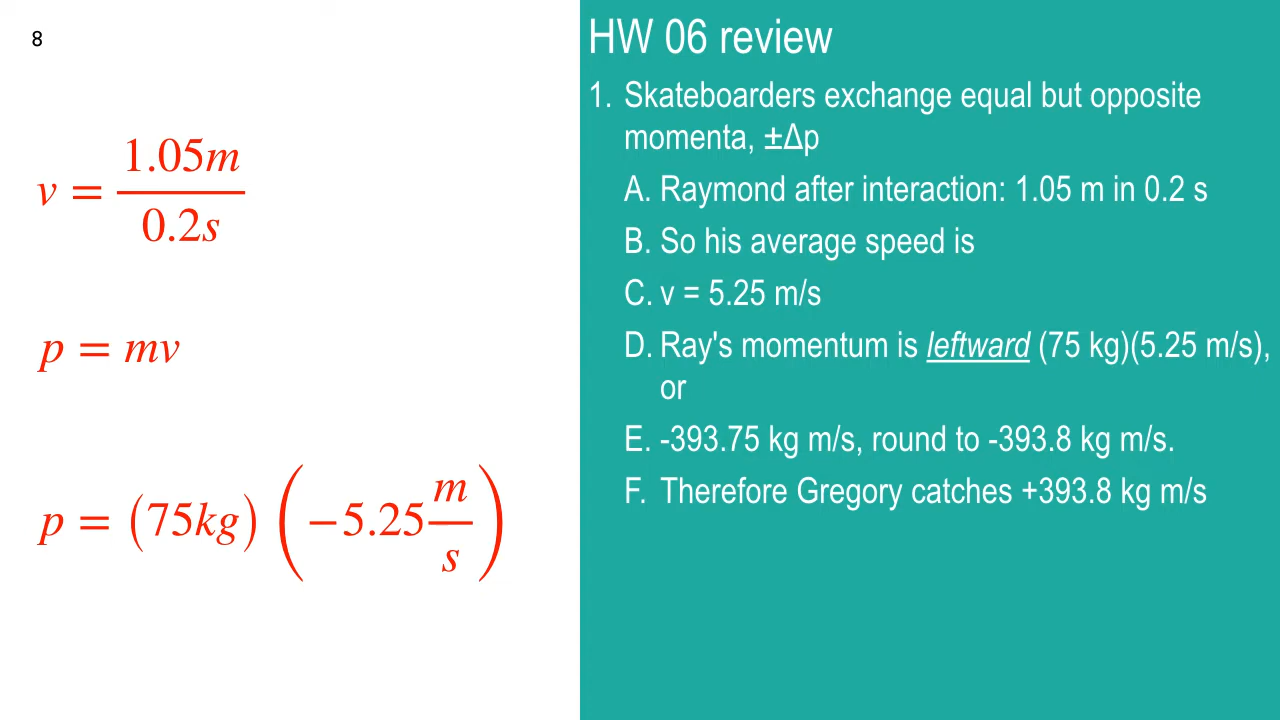 8
v = 1.05m / 0.2s
p = mv
p = (75kg) (−5.25 m/s)
HW 06 review
1. Skateboarders exchange equal but opposite
momenta, ±Δp
A. Raymond after interaction: 1.05 m in 0.2 s
B. So his average speed is
C. v = 5.25 m/s
D. Ray's momentum is leftward (75 kg)(5.25 m/s),
or
E. -393.75 kg m/s, round to -393.8 kg m/s.
F. Therefore Gregory catches +393.8 kg m/s